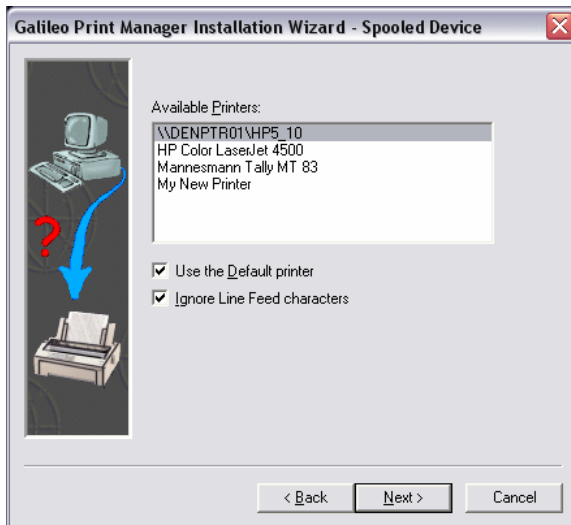 Galileo Print Manager Installation Wizard - Spooled Device
Available Printers:
\\DENPTR01\HP5_10
HP Color LaserJet 4500
Mannesmann Tally MT 83
My New Printer
Use the Default printer
Ignore Line Feed characters
< Back
Next >
Cancel